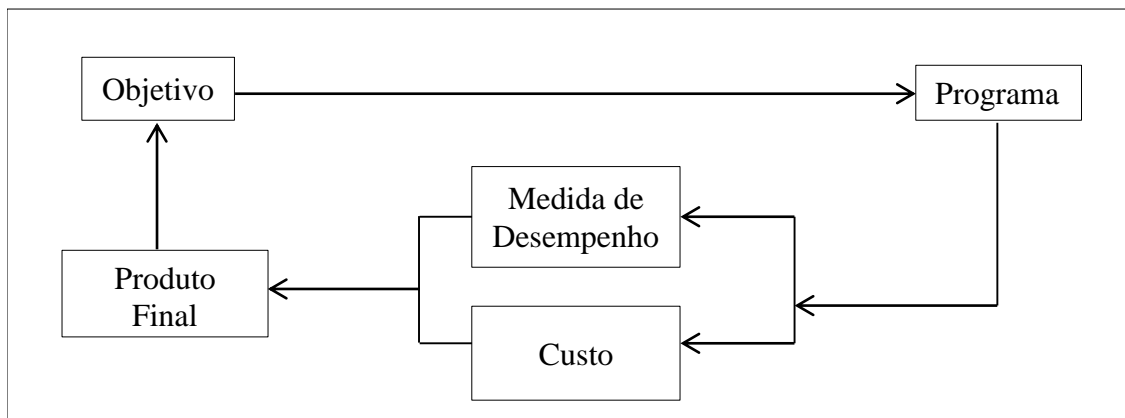 Objetivo
Programa
Medida de
Desempenho
Produto
Final
Custo